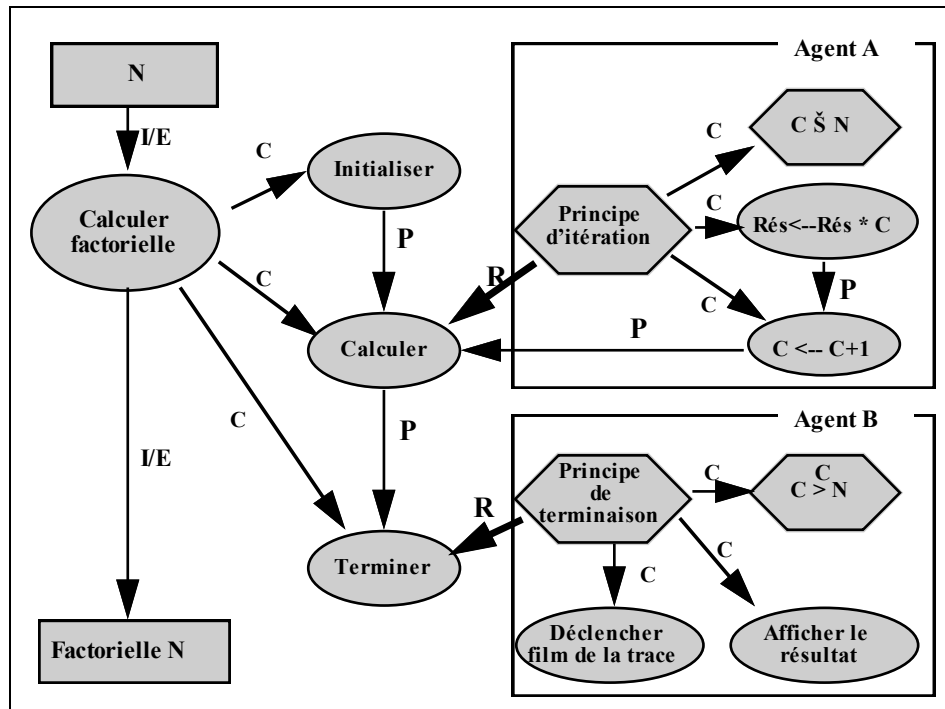 Agent A
N
C Š N
I/E
C
C
Initialiser
Calculer
factorielle
Principe
d'itération
C
Rés<--Rés * C
P
R
C
C
P
P
Calculer
C <-- C+1
C
P
I/E
Agent B
Principe
de
terminaison
C
C
C > N
R
Terminer
C
C
Factorielle N
Déclencher
film de la trace
Afficher le
résultat